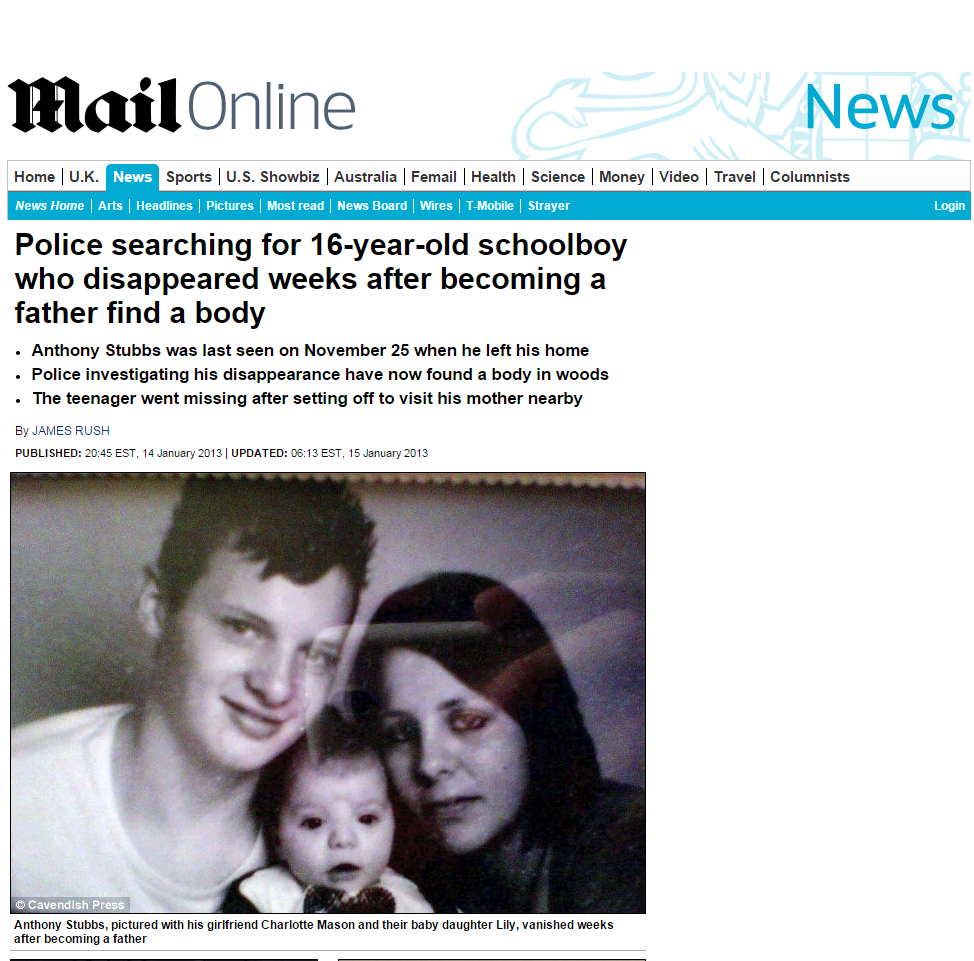 Mail Online
News
Home | U.K. | News | Sports | U.S. Showbiz | Australia | Femail | Health | Science | Money | Video | Travel | Columnists
News Home | Arts | Headlines | Pictures | Most read | News Board | Wires | T-Mobile | Strayer
Login
Police searching for 16-year-old schoolboy
who disappeared weeks after becoming a
father find a body
• Anthony Stubbs was last seen on November 25 when he left his home
• Police investigating his disappearance have now found a body in woods
• The teenager went missing after setting off to visit his mother nearby
By JAMES RUSH
PUBLISHED: 20:45 EST, 14 January 2013 | UPDATED: 06:13 EST, 15 January 2013
© Cavendish Press
Anthony Stubbs, pictured with his girlfriend Charlotte Mason and their baby daughter Lily, vanished weeks
after becoming a father